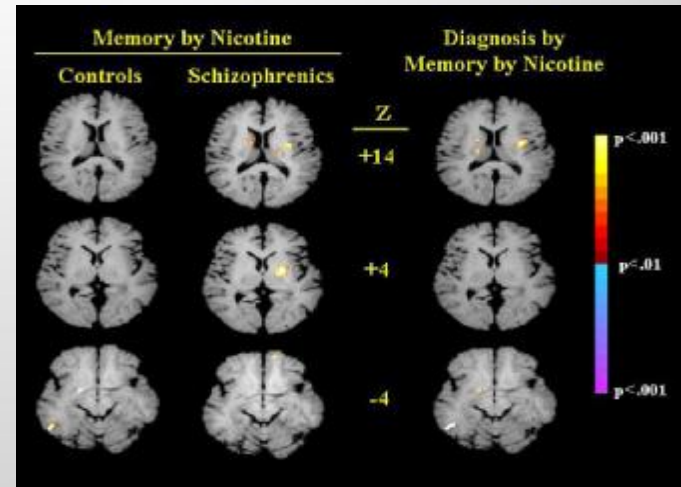 Memory by Nicotine
Diagnosis by
Memory by Nicotine
Controls
Schizophrenics
Z
+14
+4
-4
p<.001
p<.01
p<.001